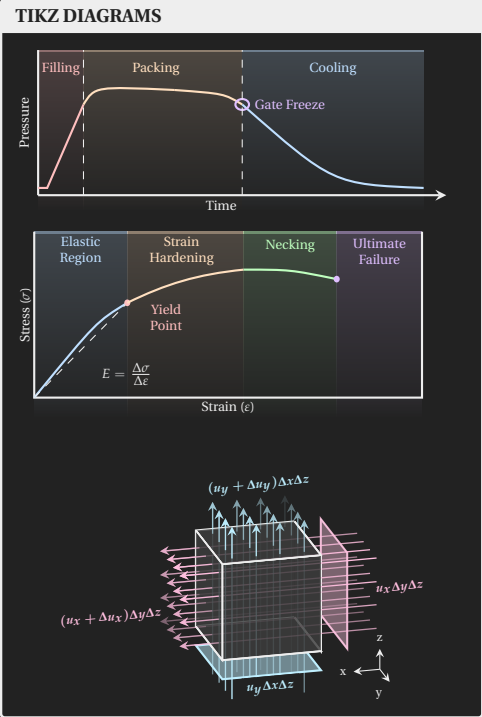 TIKZ DIAGRAMS
Filling
Packing
Cooling
Gate Freeze
Pressure
Time
Elastic
Region
Strain
Hardening
Necking
Ultimate
Failure
Yield
Point
E = Δσ/Δε
Stress (σ)
Strain (ε)
(u_y + Δu_y)ΔxΔz
u_xΔyΔz
(u_x + Δu_x)ΔyΔz
u_yΔxΔz
z
x
y